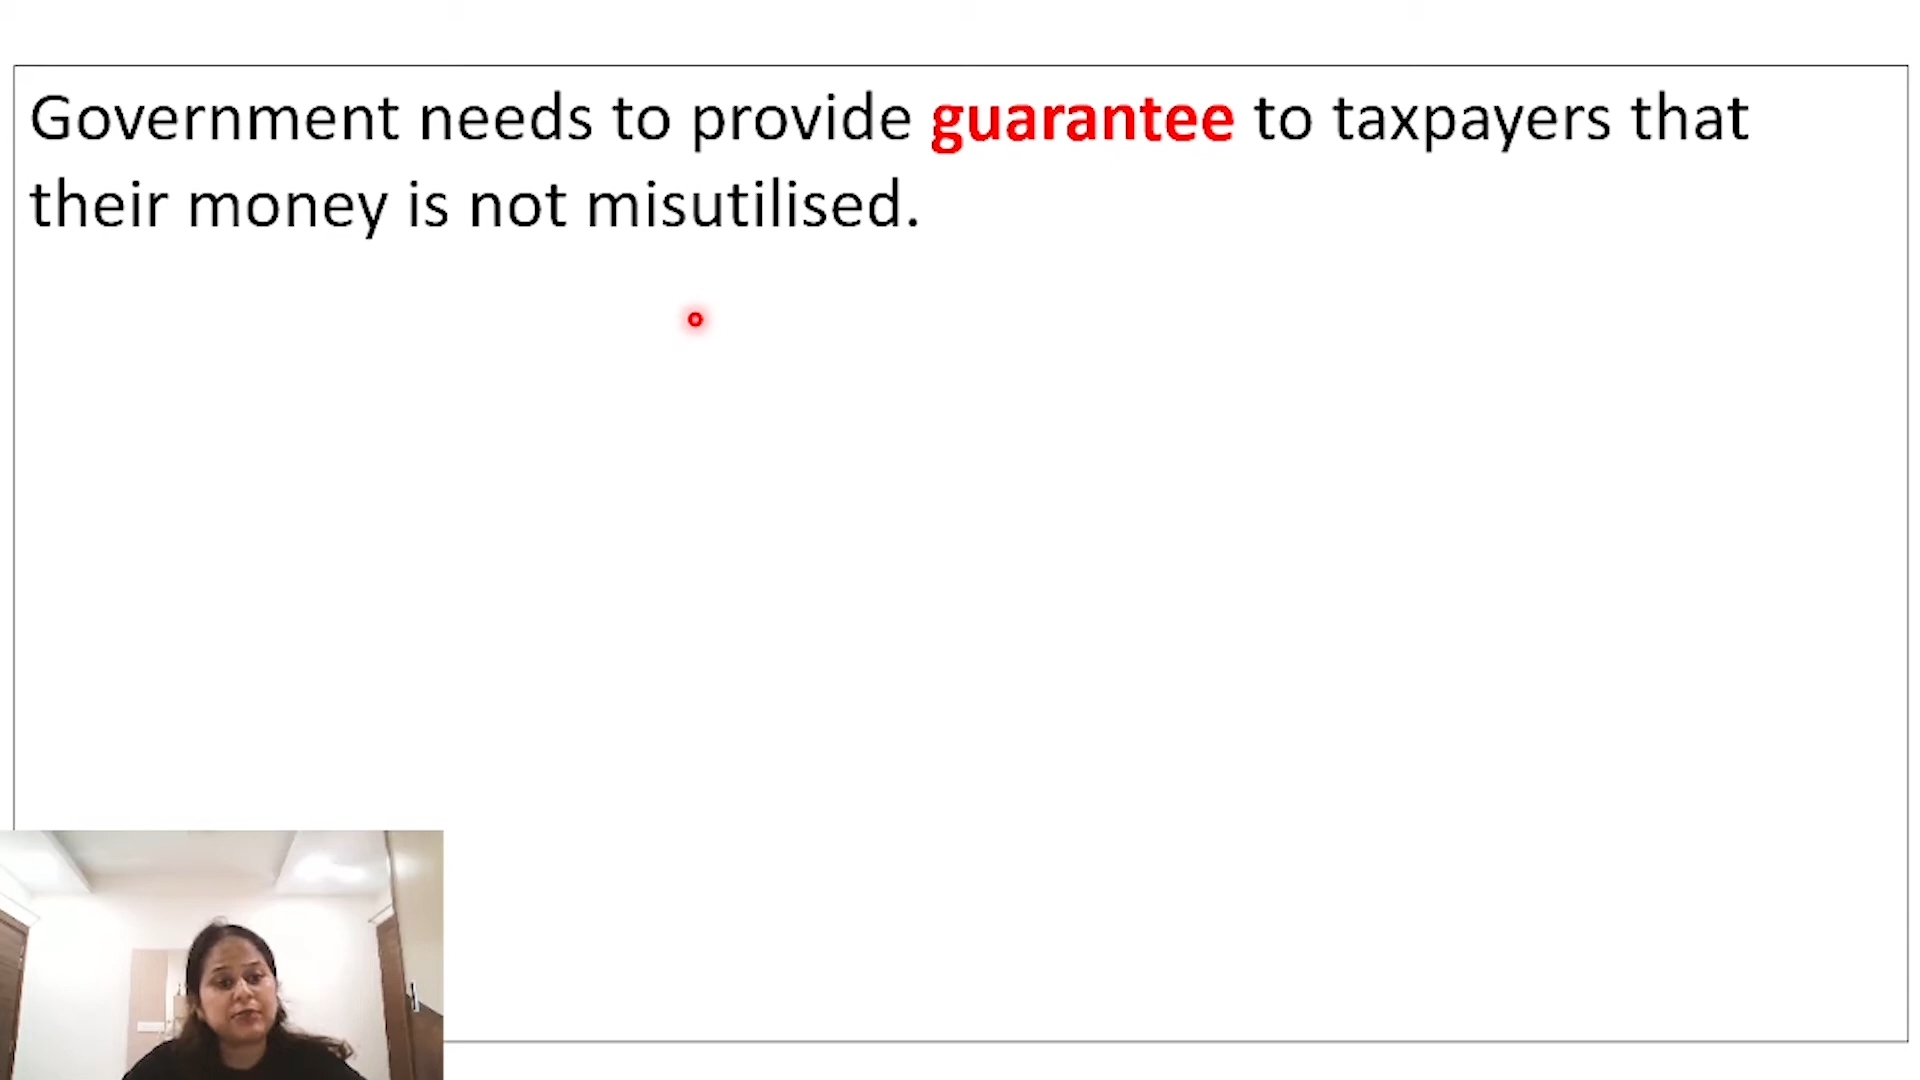 Government needs to provide guarantee to taxpayers that
their money is not misutilised.